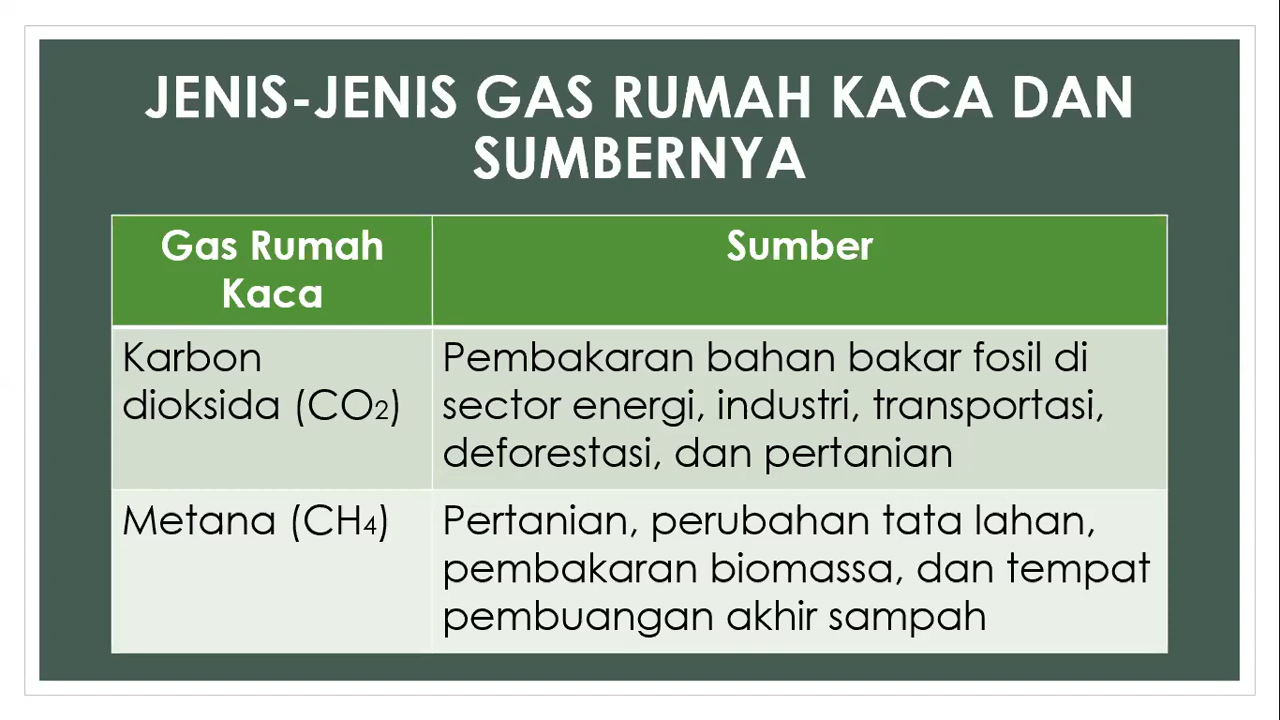 JENIS-JENIS GAS RUMAH KACA DAN
SUMBERNYA
Gas Rumah
Kaca
Sumber
Karbon
dioksida (CO₂)
Pembakaran bahan bakar fosil di
sector energi, industri, transportasi,
deforestasi, dan pertanian
Metana (CH₄)
Pertanian, perubahan tata lahan,
pembakaran biomassa, dan tempat
pembuangan akhir sampah